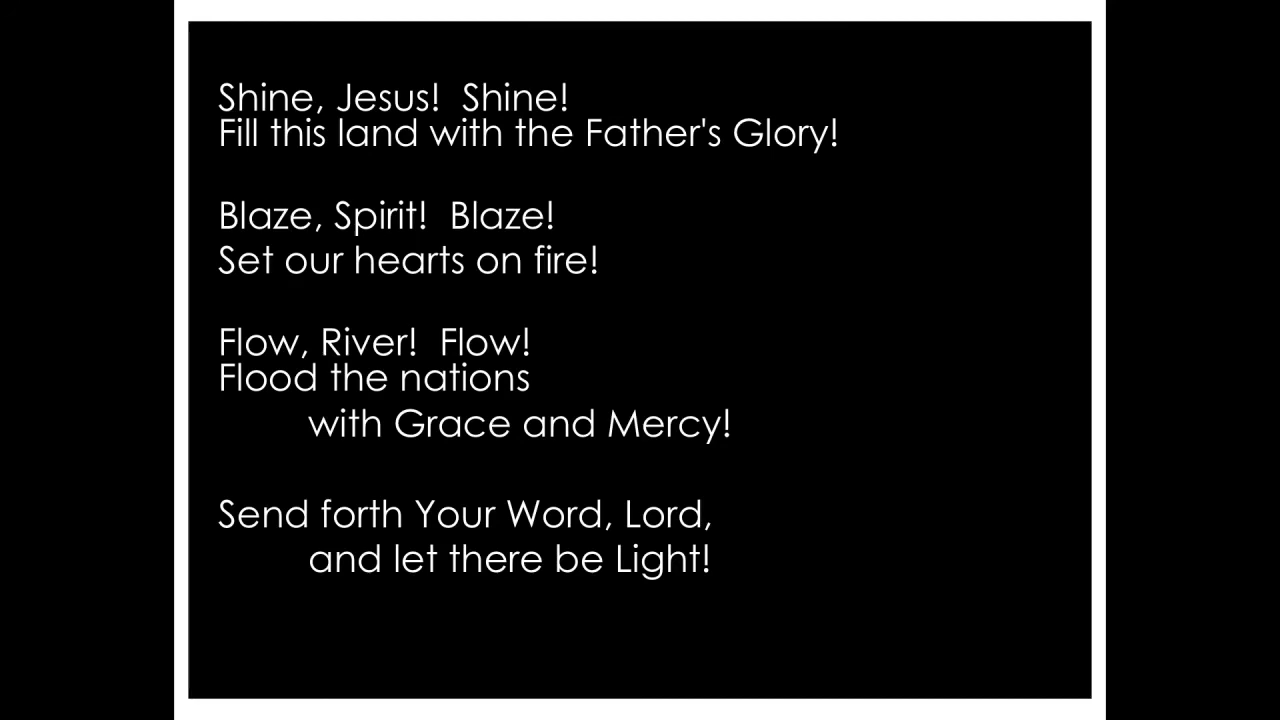 Shine, Jesus!  Shine!
Fill this land with the Father's Glory!
Blaze, Spirit!  Blaze!
Set our hearts on fire!
Flow, River!  Flow!
Flood the nations
with Grace and Mercy!
Send forth Your Word, Lord,
and let there be Light!